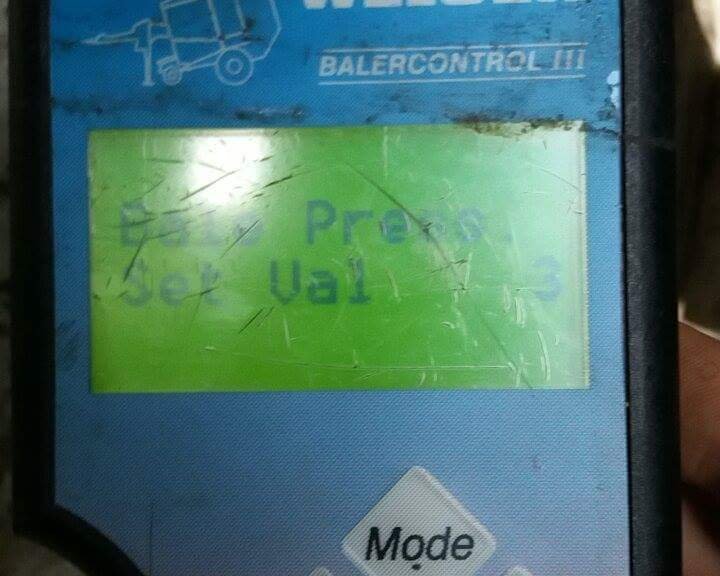 BALERCONTROL III
Bale Press.
Set Val 3
Mode